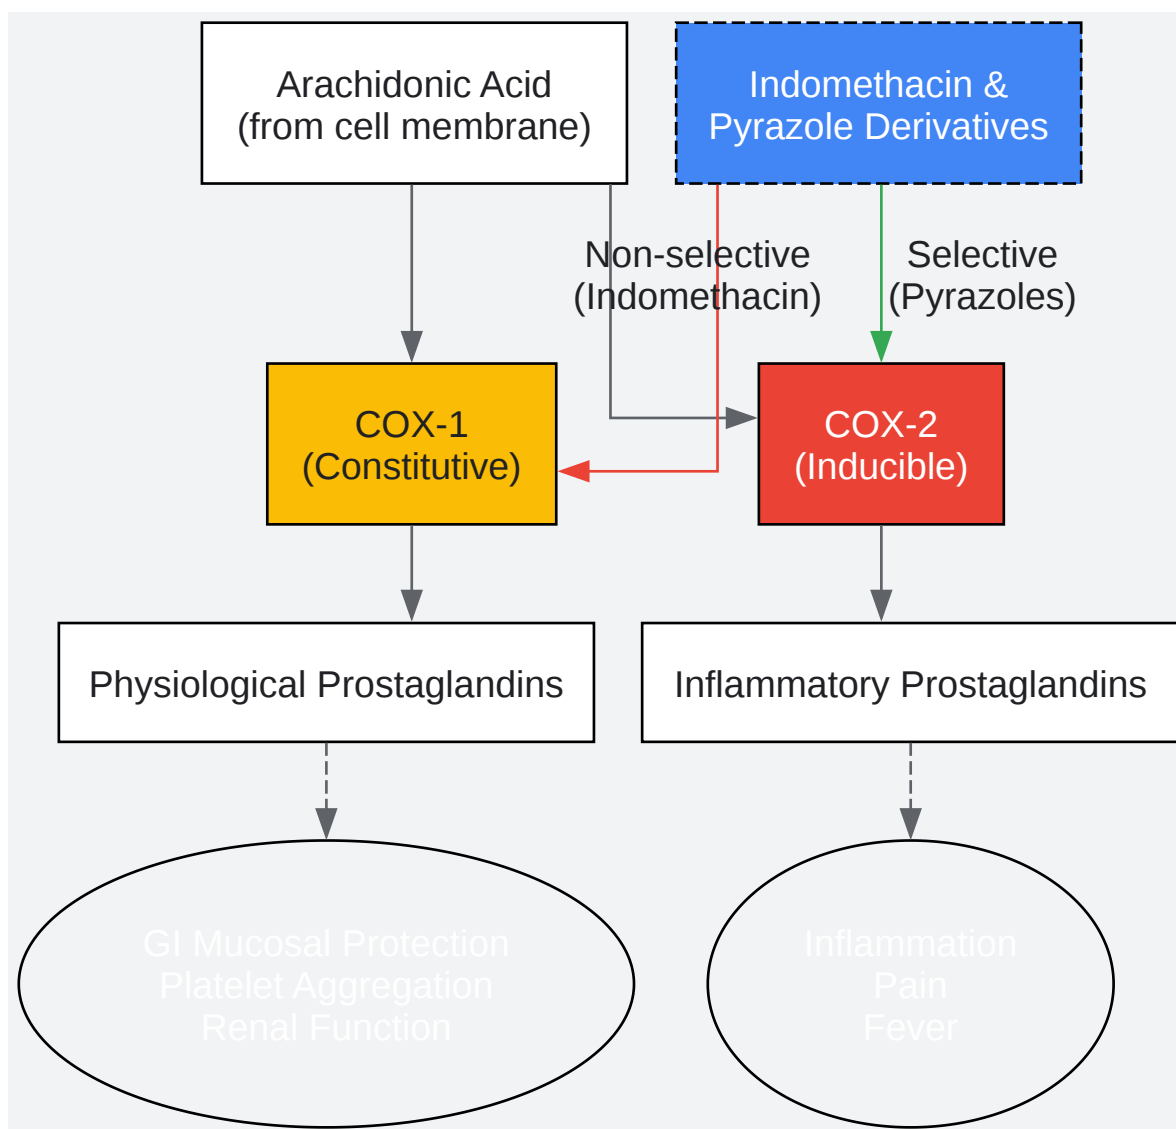 Arachidonic Acid
(from cell membrane)
Indomethacin &
Pyrazole Derivatives
Non-selective
(Indomethacin)
Selective
(Pyrazoles)
COX-1
(Constitutive)
COX-2
(Inducible)
Physiological Prostaglandins
Inflammatory Prostaglandins
GI Mucosal Protection
Platelet Aggregation
Renal Function
Inflammation
Pain
Fever